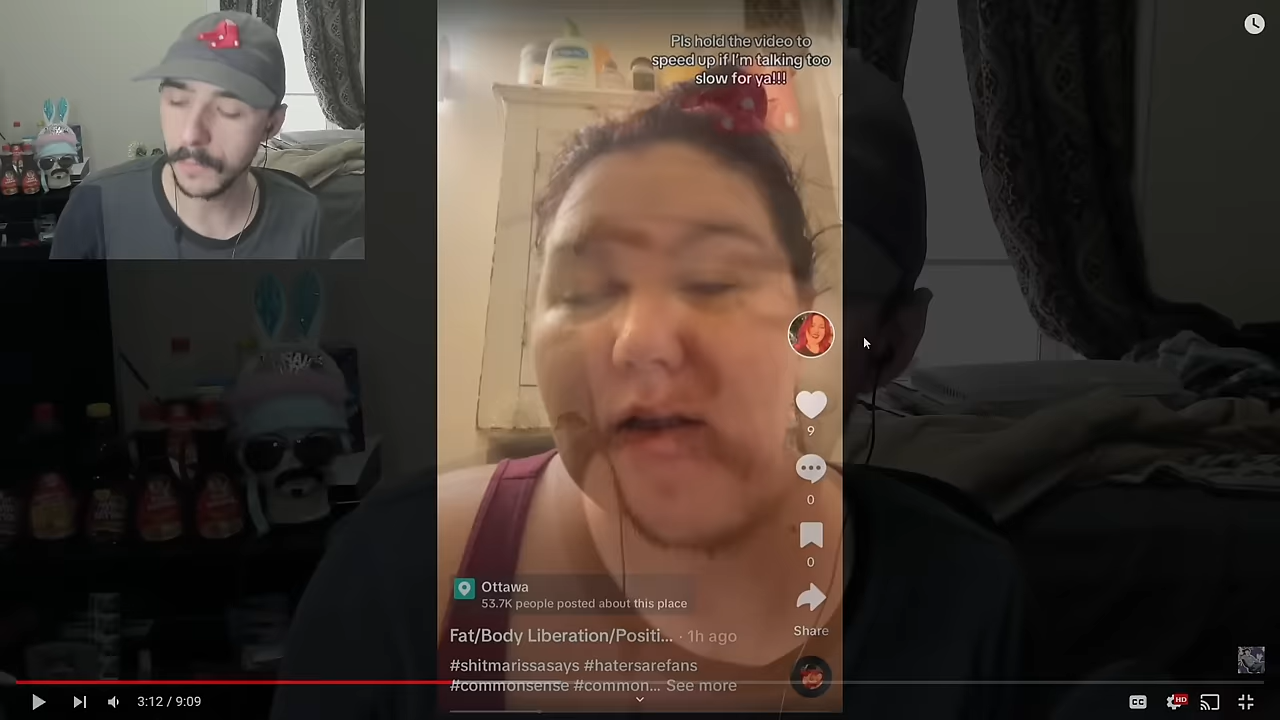 Pls hold the video to
speed up if I'm talking too
slow for ya!!!
9
0
0
Share
Ottawa
53.7K people posted about this place
Fat/Body Liberation/Positi... · 1h ago
#shitmarissasays #hatersarefans
#commonsense #common... See more
3:12 / 9:09
CC
HD